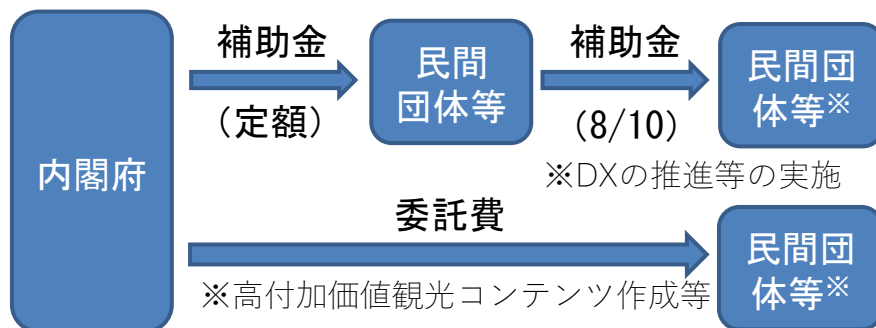 内閣府
補助金
(定額)
民間
団体等
補助金
(8/10)
民間団
体等※
※DXの推進等の実施
委託費
※高付加価値観光コンテンツ作成等
民間団
体等※